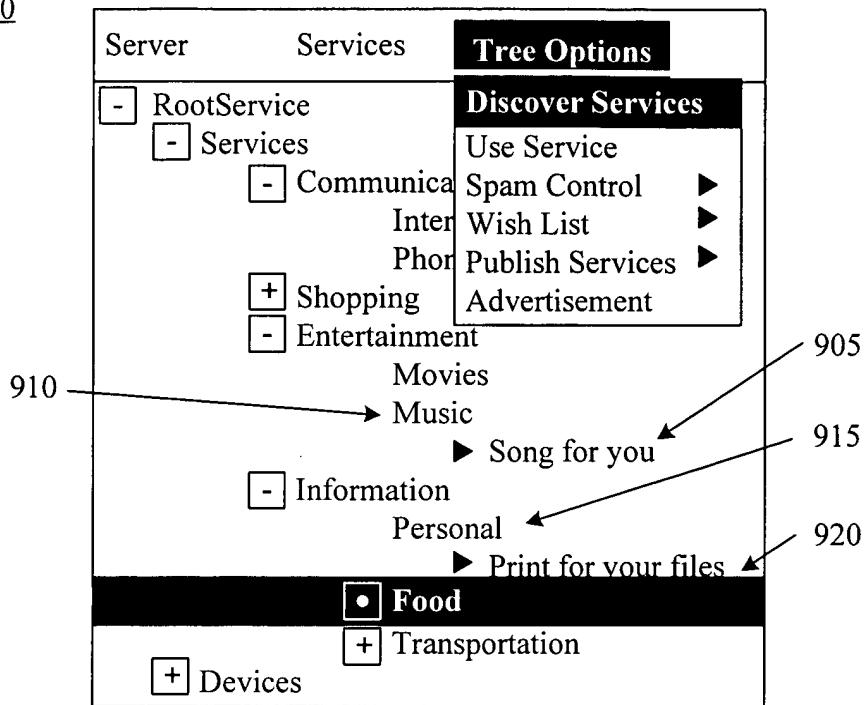 0
Server Services Tree Options
- RootService Discover Services
- Services Use Service
- Communica Spam Control
Inter Wish List
Phor Publish Services
+ Shopping Advertisement
- Entertainment
905
Movies
910 Music
915
Song for you
- Information
Personal
920
Print for your files
Food
+ Transportation
+ Devices